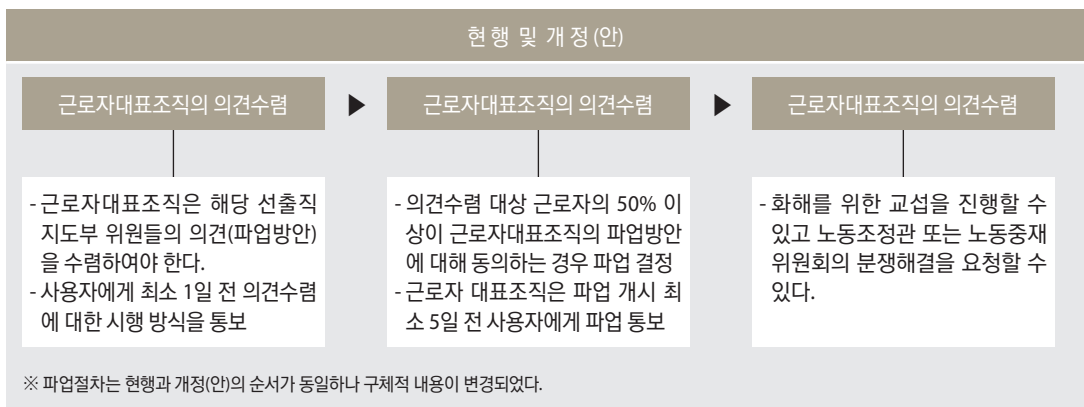 현행 및 개정(안)
근로자대표조직의 의견수렴
▶
근로자대표조직의 의견수렴
▶
근로자대표조직의 의견수렴
- 근로자대표조직은 해당 선출직
지도부 위원들의 의견(파업방안)
을 수렴하여야 한다.
- 사용자에게 최소 1일 전 의견수렴
에 대한 시행 방식을 통보
- 의견수렴 대상 근로자의 50% 이
상이 근로자대표조직의 파업방안
에 대해 동의하는 경우 파업 결정
- 근로자 대표조직은 파업 개시 최
소 5일 전 사용자에게 파업 통보
- 화해를 위한 교섭을 진행할 수
있고 노동조정관 또는 노동중재
위원회의 분쟁해결을 요청할 수
있다.
※ 파업절차는 현행과 개정(안)의 순서가 동일하나 구체적 내용이 변경되었다.